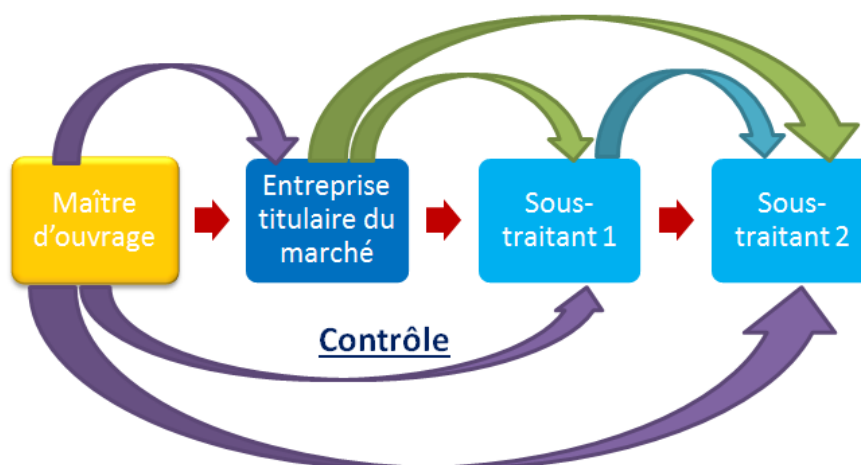 Maître
d'ouvrage
Entreprise
titulaire du
marché
Sous-
traitant 1
Sous-
traitant 2
Contrôle